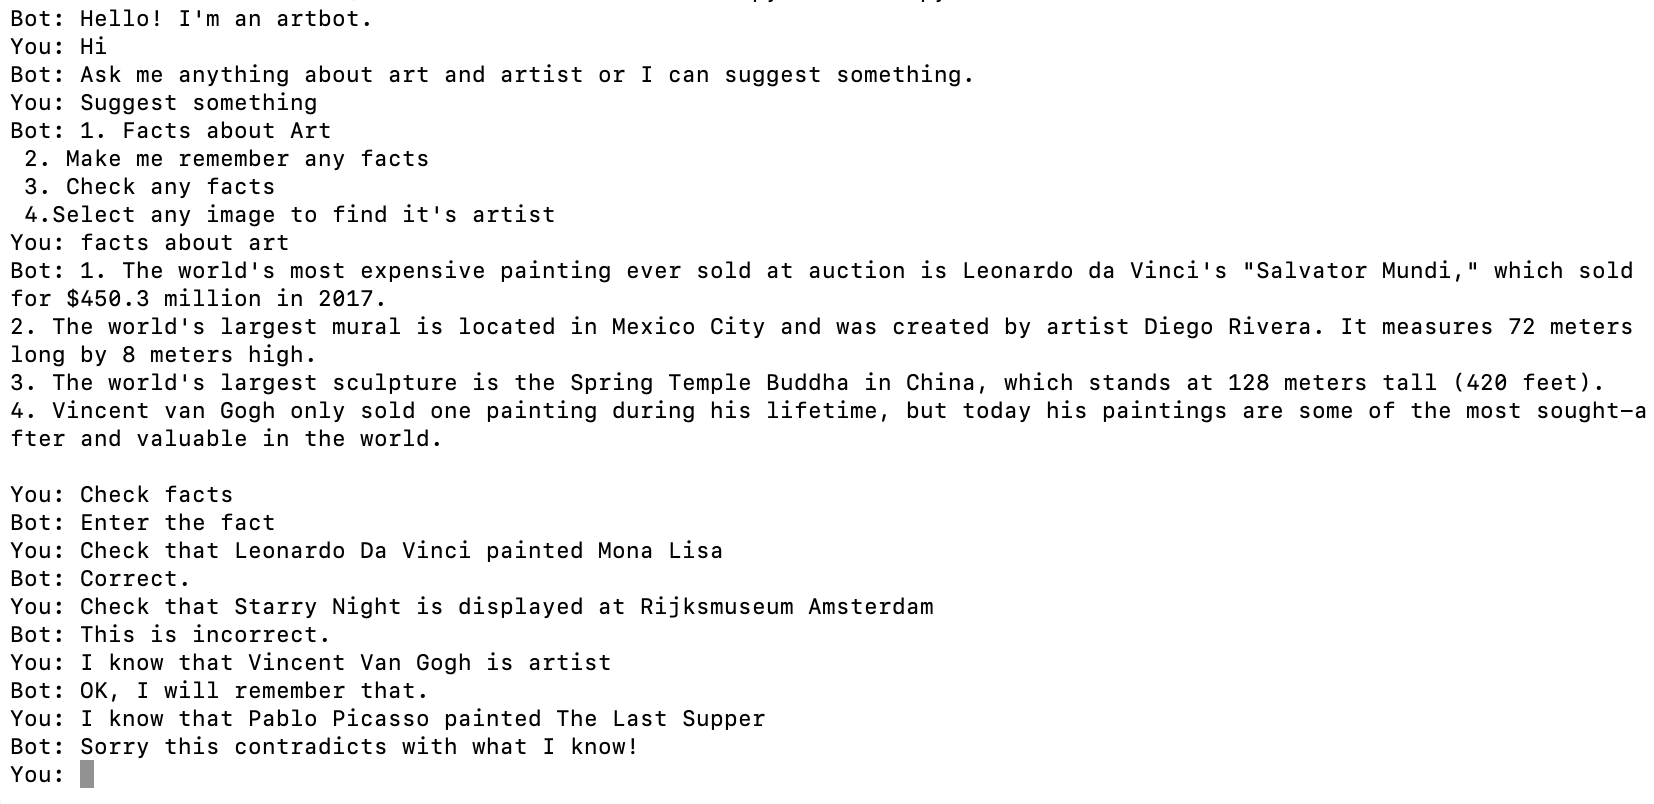 Bot: Hello! I'm an artbot.
You: Hi
Bot: Ask me anything about art and artist or I can suggest something.
You: Suggest something
Bot: 1. Facts about Art
 2. Make me remember any facts
 3. Check any facts
 4.Select any image to find it's artist
You: facts about art
Bot: 1. The world's most expensive painting ever sold at auction is Leonardo da Vinci's "Salvator Mundi," which sold
for $450.3 million in 2017.
2. The world's largest mural is located in Mexico City and was created by artist Diego Rivera. It measures 72 meters
long by 8 meters high.
3. The world's largest sculpture is the Spring Temple Buddha in China, which stands at 128 meters tall (420 feet).
4. Vincent van Gogh only sold one painting during his lifetime, but today his paintings are some of the most sought-a
fter and valuable in the world.
You: Check facts
Bot: Enter the fact
You: Check that Leonardo Da Vinci painted Mona Lisa
Bot: Correct.
You: Check that Starry Night is displayed at Rijksmuseum Amsterdam
Bot: This is incorrect.
You: I know that Vincent Van Gogh is artist
Bot: OK, I will remember that.
You: I know that Pablo Picasso painted The Last Supper
Bot: Sorry this contradicts with what I know!
You: